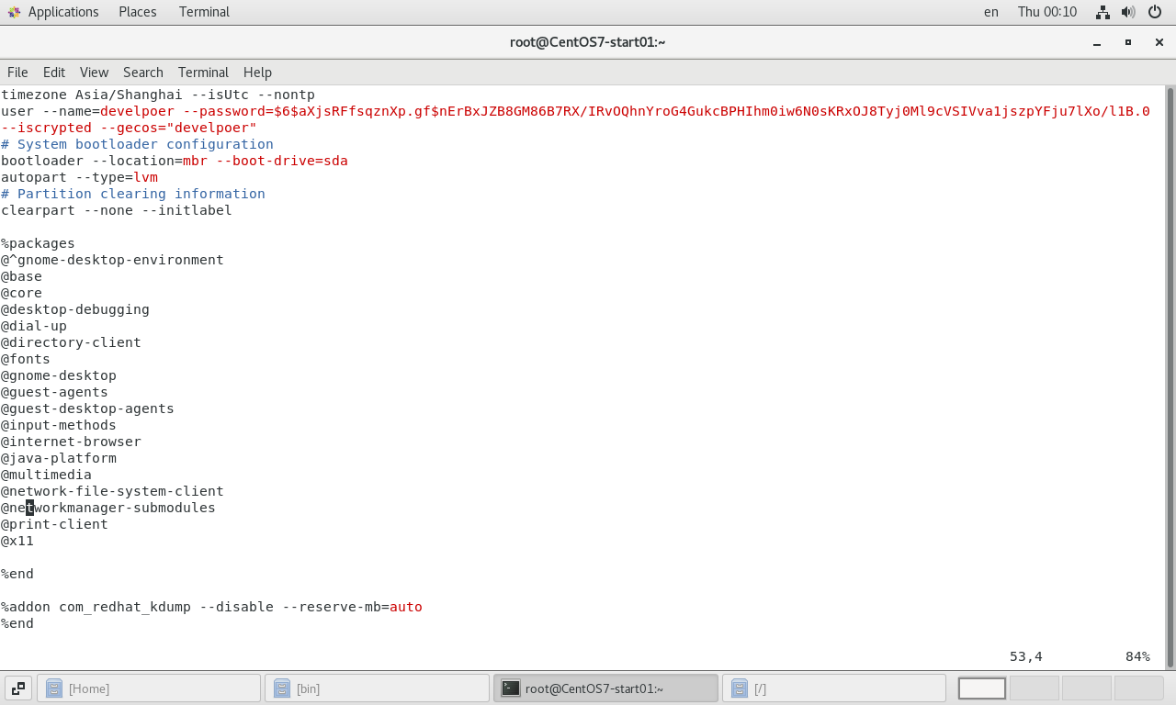 Applications Places Terminal en Thu 00:10
root@CentOS7-start01:~
File Edit View Search Terminal Help
timezone Asia/Shanghai --isUtc --nontp
user --name=develpoer --password=$6$aXjsRFfsqznXp.gf$nErBxJZB8GM86B7RX/IRvOQhnYroG4GukcBPHIhm0iw6N0sKRxOJ8Tyj0Ml9cVSIVva1jszpYFju7lXo/l1B.0
--iscrypted --gecos="develpoer"
# System bootloader configuration
bootloader --location=mbr --boot-drive=sda
autopart --type=lvm
# Partition clearing information
clearpart --none --initlabel
%packages
@^gnome-desktop-environment
@base
@core
@desktop-debugging
@dial-up
@directory-client
@fonts
@gnome-desktop
@guest-agents
@guest-desktop-agents
@input-methods
@internet-browser
@java-platform
@multimedia
@network-file-system-client
@networkmanager-submodules
@print-client
@x11
%end
%addon com_redhat_kdump --disable --reserve-mb=auto
%end
53,4 84%
[Home] [bin] root@CentOS7-start01:~ [/]